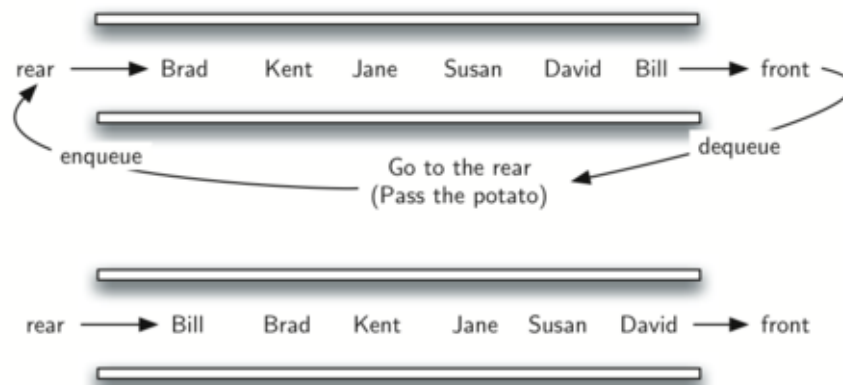 rear Brad Kent Jane Susan David Bill front
enqueue
dequeue
Go to the rear
(Pass the potato)
rear Bill Brad Kent Jane Susan David front